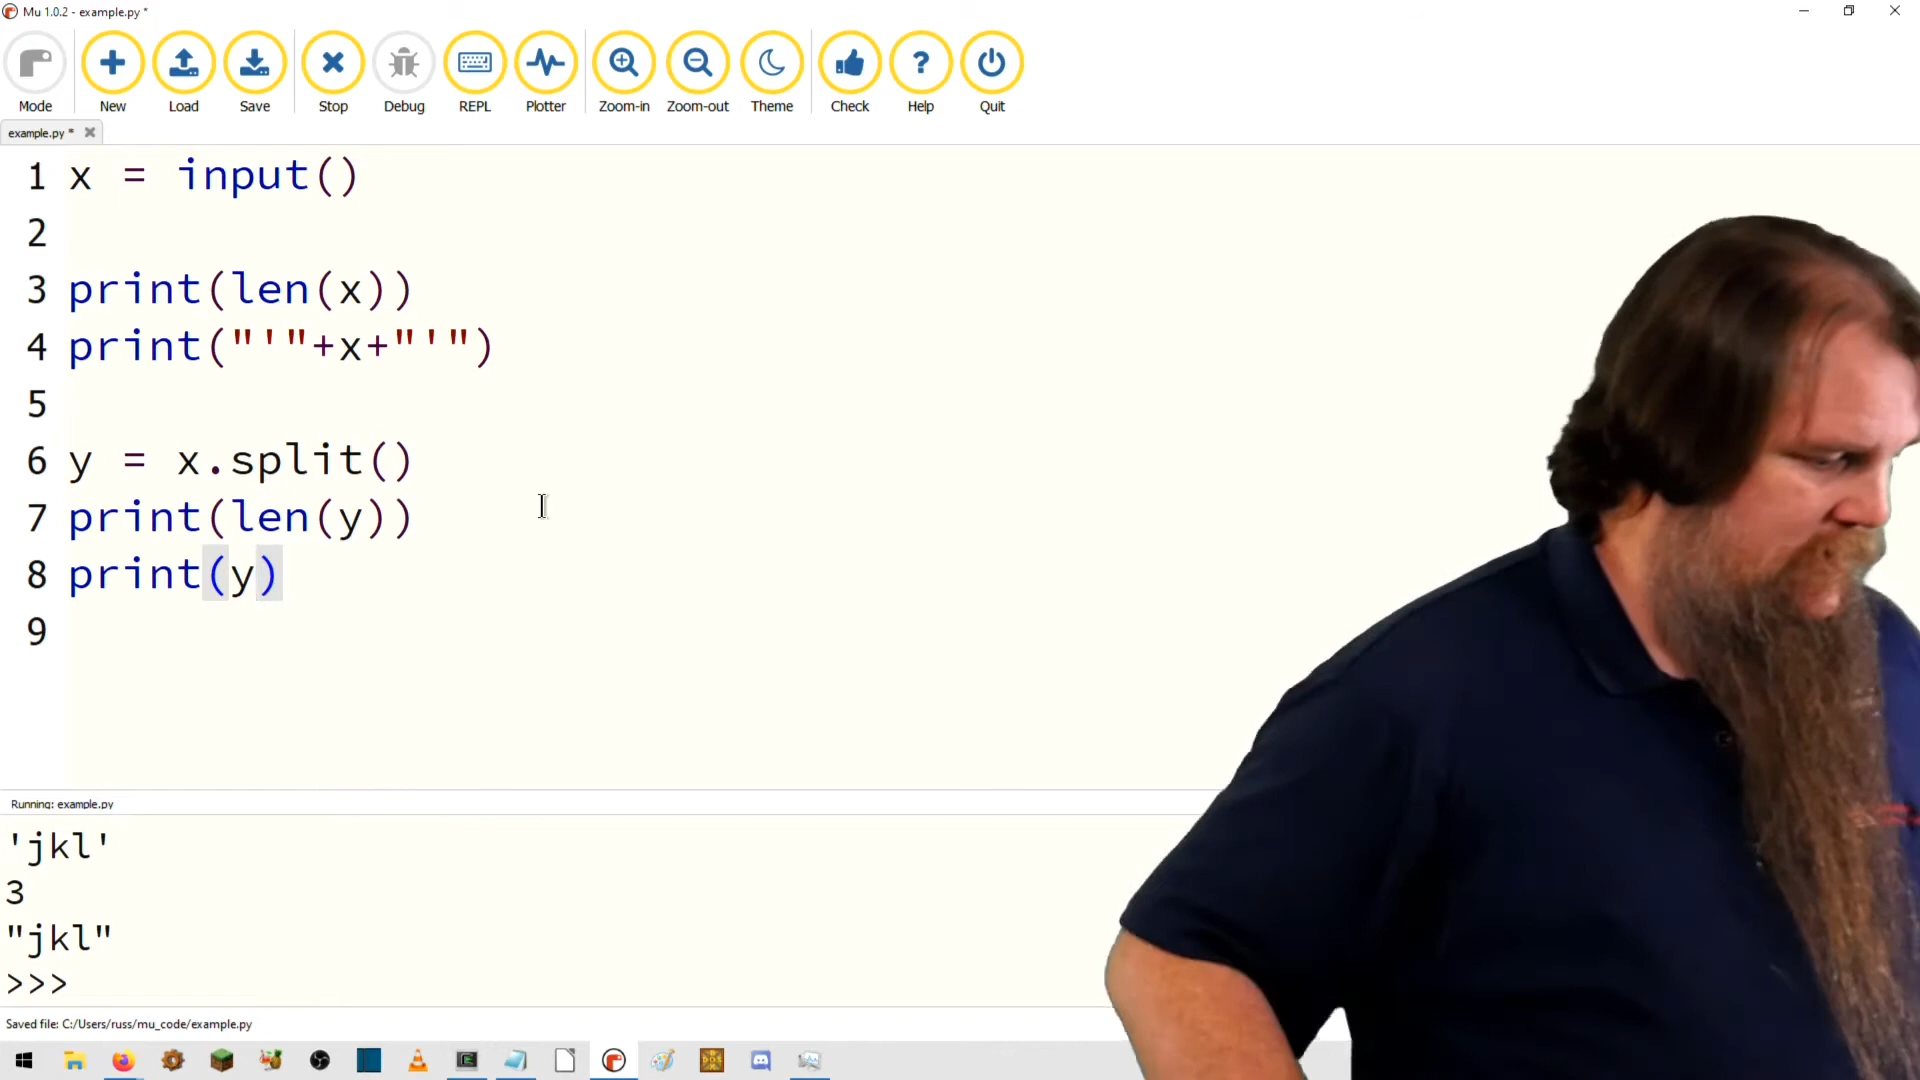 Mu 1.0.2 - example.py *
Mode New Load Save Stop Debug REPL Plotter Zoom-in Zoom-out Theme Check Help Quit
example.py *
1 x = input()
2
3 print(len(x))
4 print("'"+x+"'")
5
6 y = x.split()
7 print(len(y))
8 print(y)
9
Running: example.py
'jkl'
3
"jkl"
>>>
Saved file: C:/Users/russ/mu_code/example.py
DOS